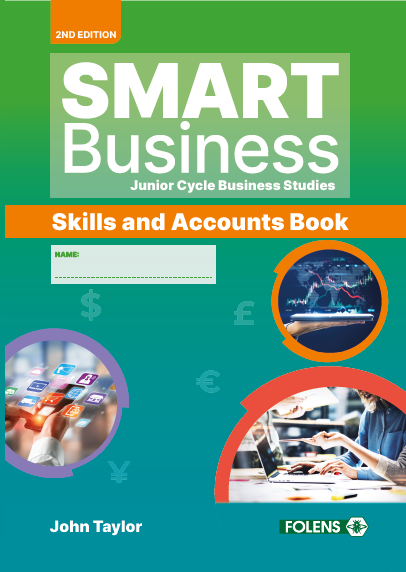 2ND EDITION
SMART
Business
Junior Cycle Business Studies
Skills and Accounts Book
NAME:
$
£
€
¥
John Taylor
FOLENS